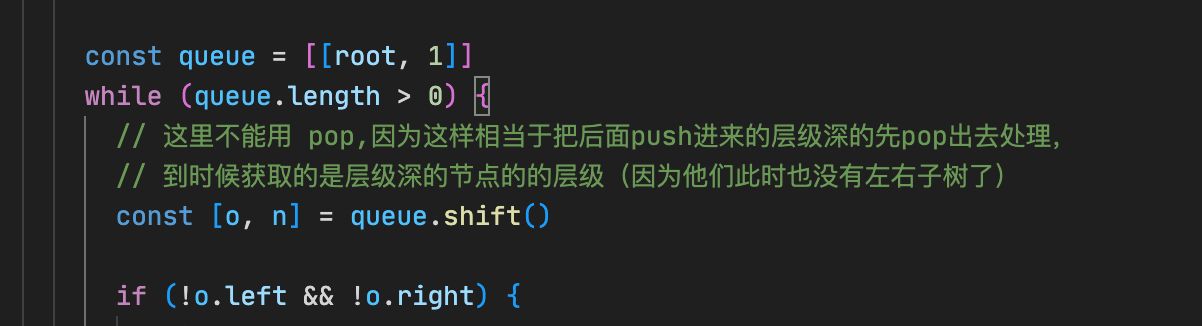 const queue = [[root, 1]]
while (queue.length > 0) {
// 这里不能用 pop,因为这样相当于把后面push进来的层级深的先pop出去处理，
// 到时候获取的是层级深的节点的的层级（因为他们此时也没有左右子树了）
const [o, n] = queue.shift()
if (!o.left && !o.right) {